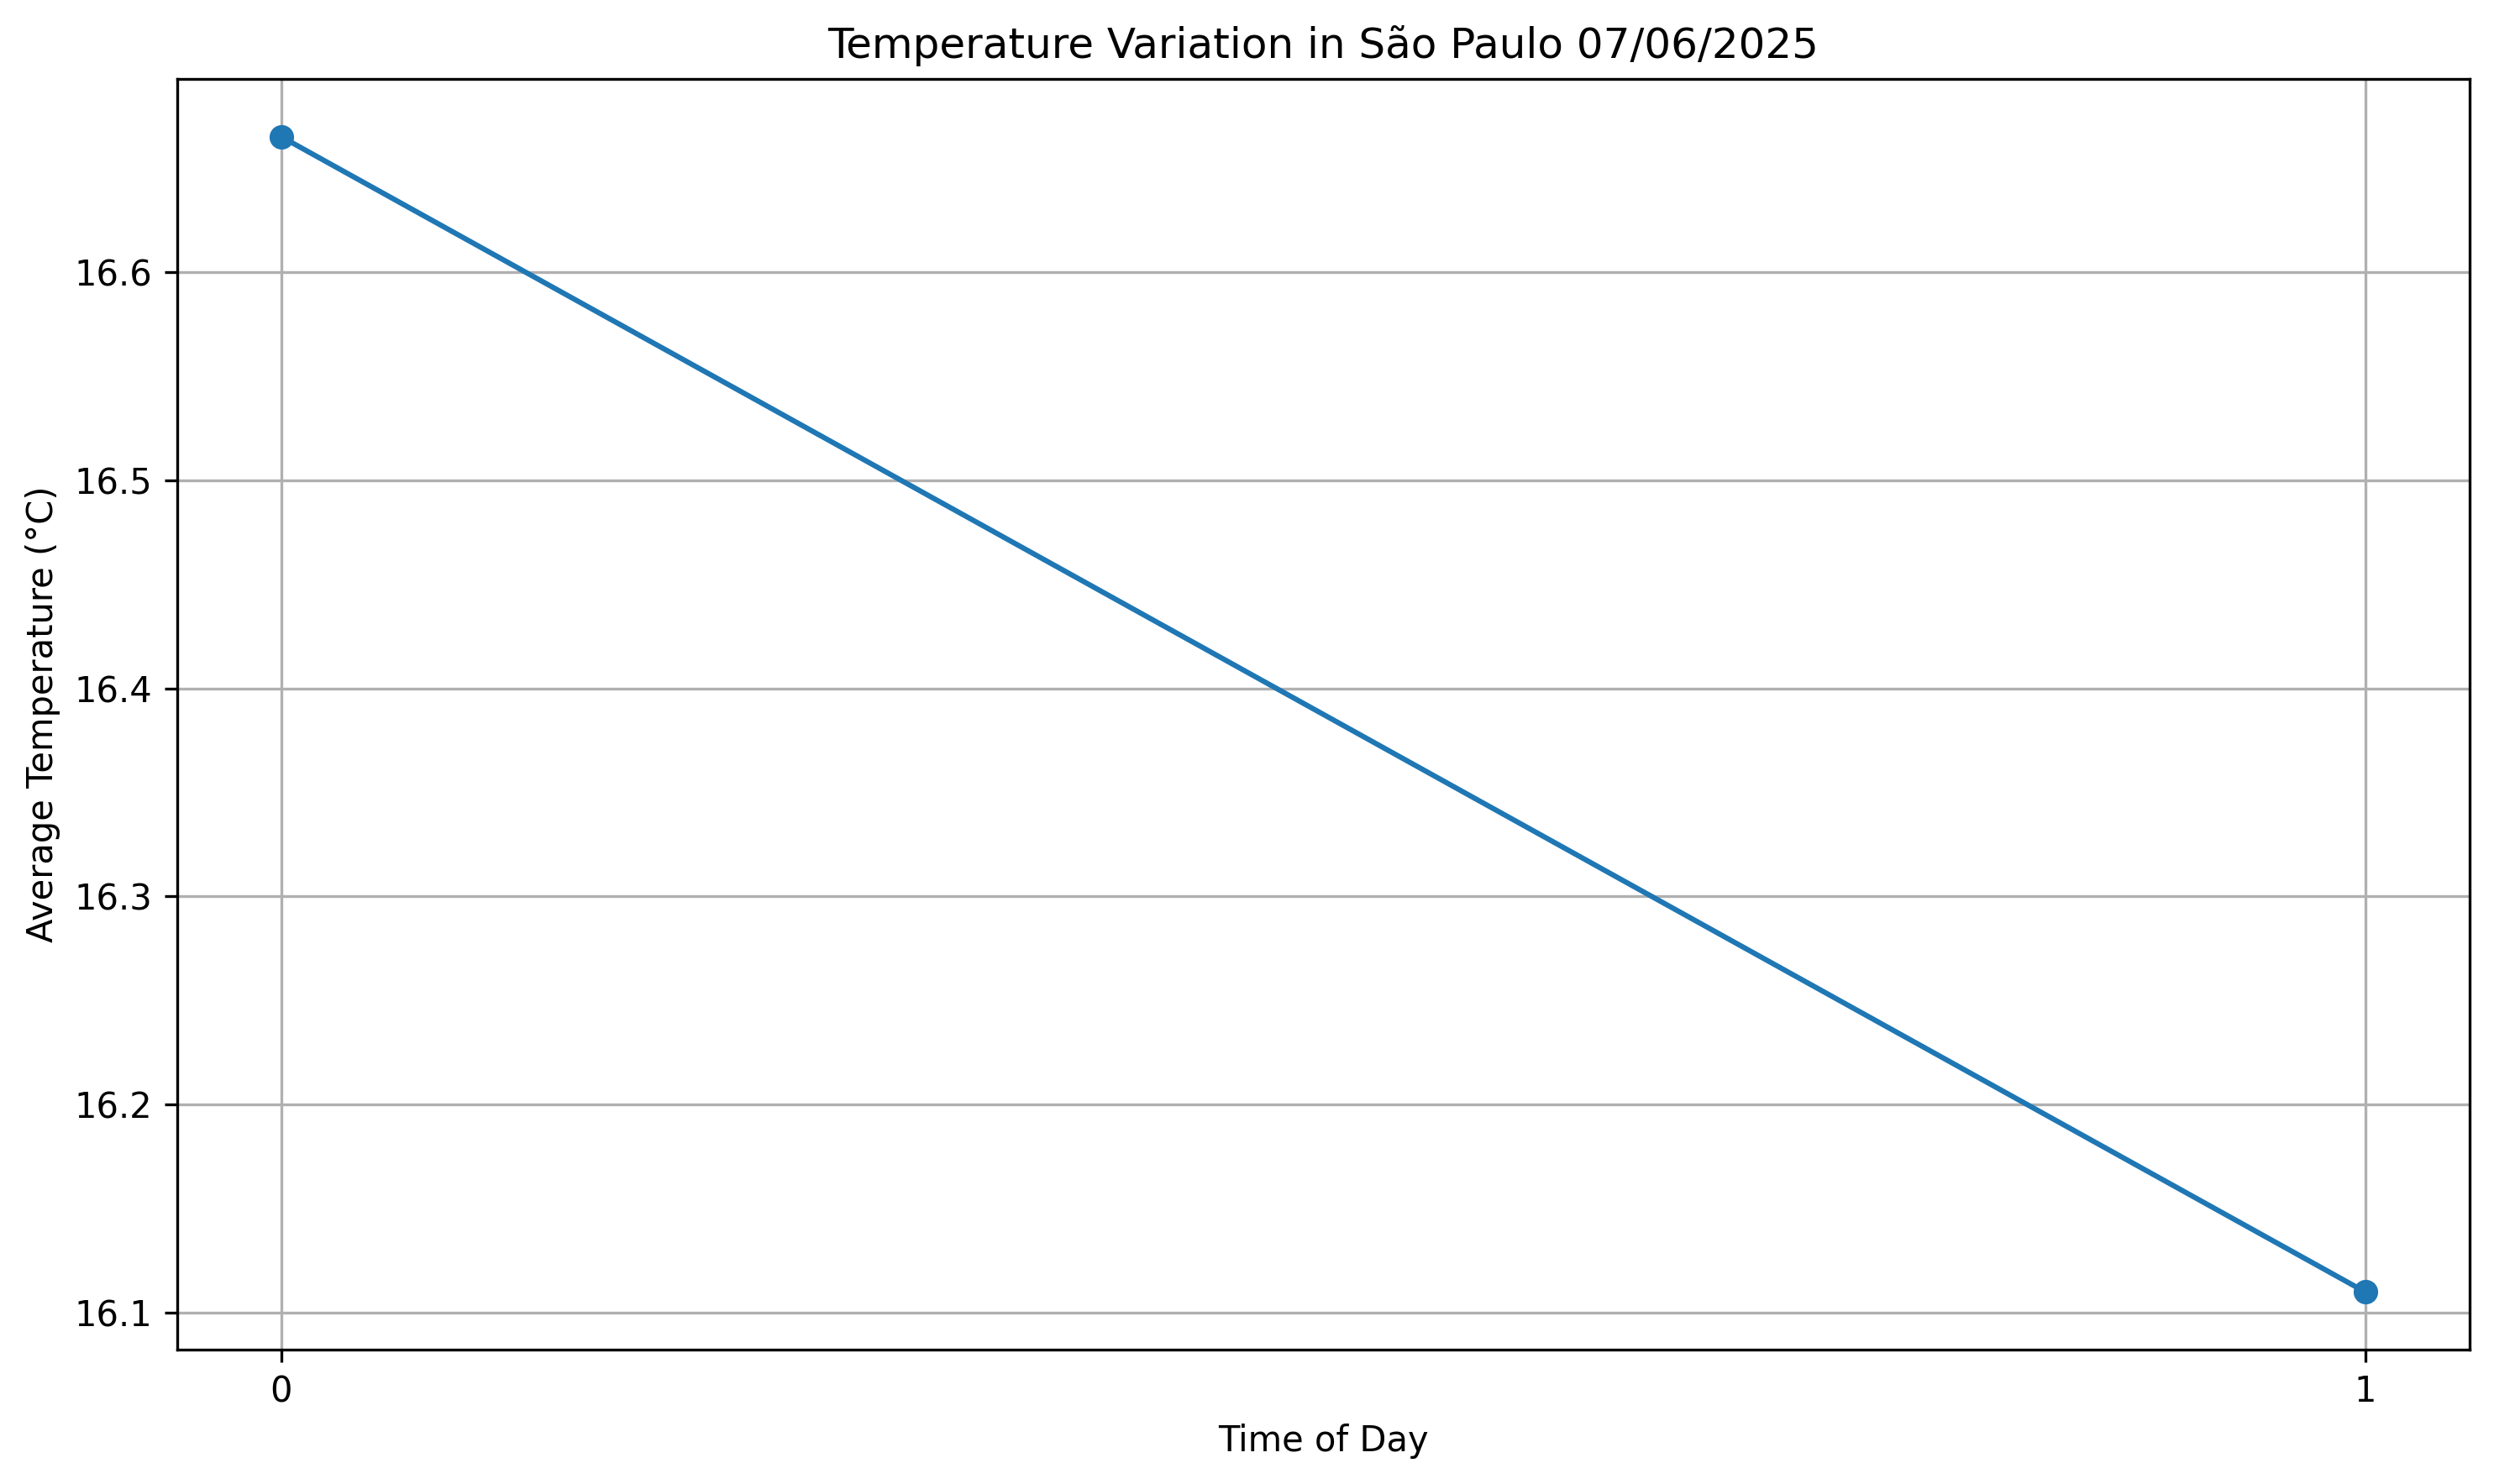 Temperature Variation in São Paulo 07/06/2025
Average Temperature (°C)
16.6
16.5
16.4
16.3
16.2
16.1
0
1
Time of Day